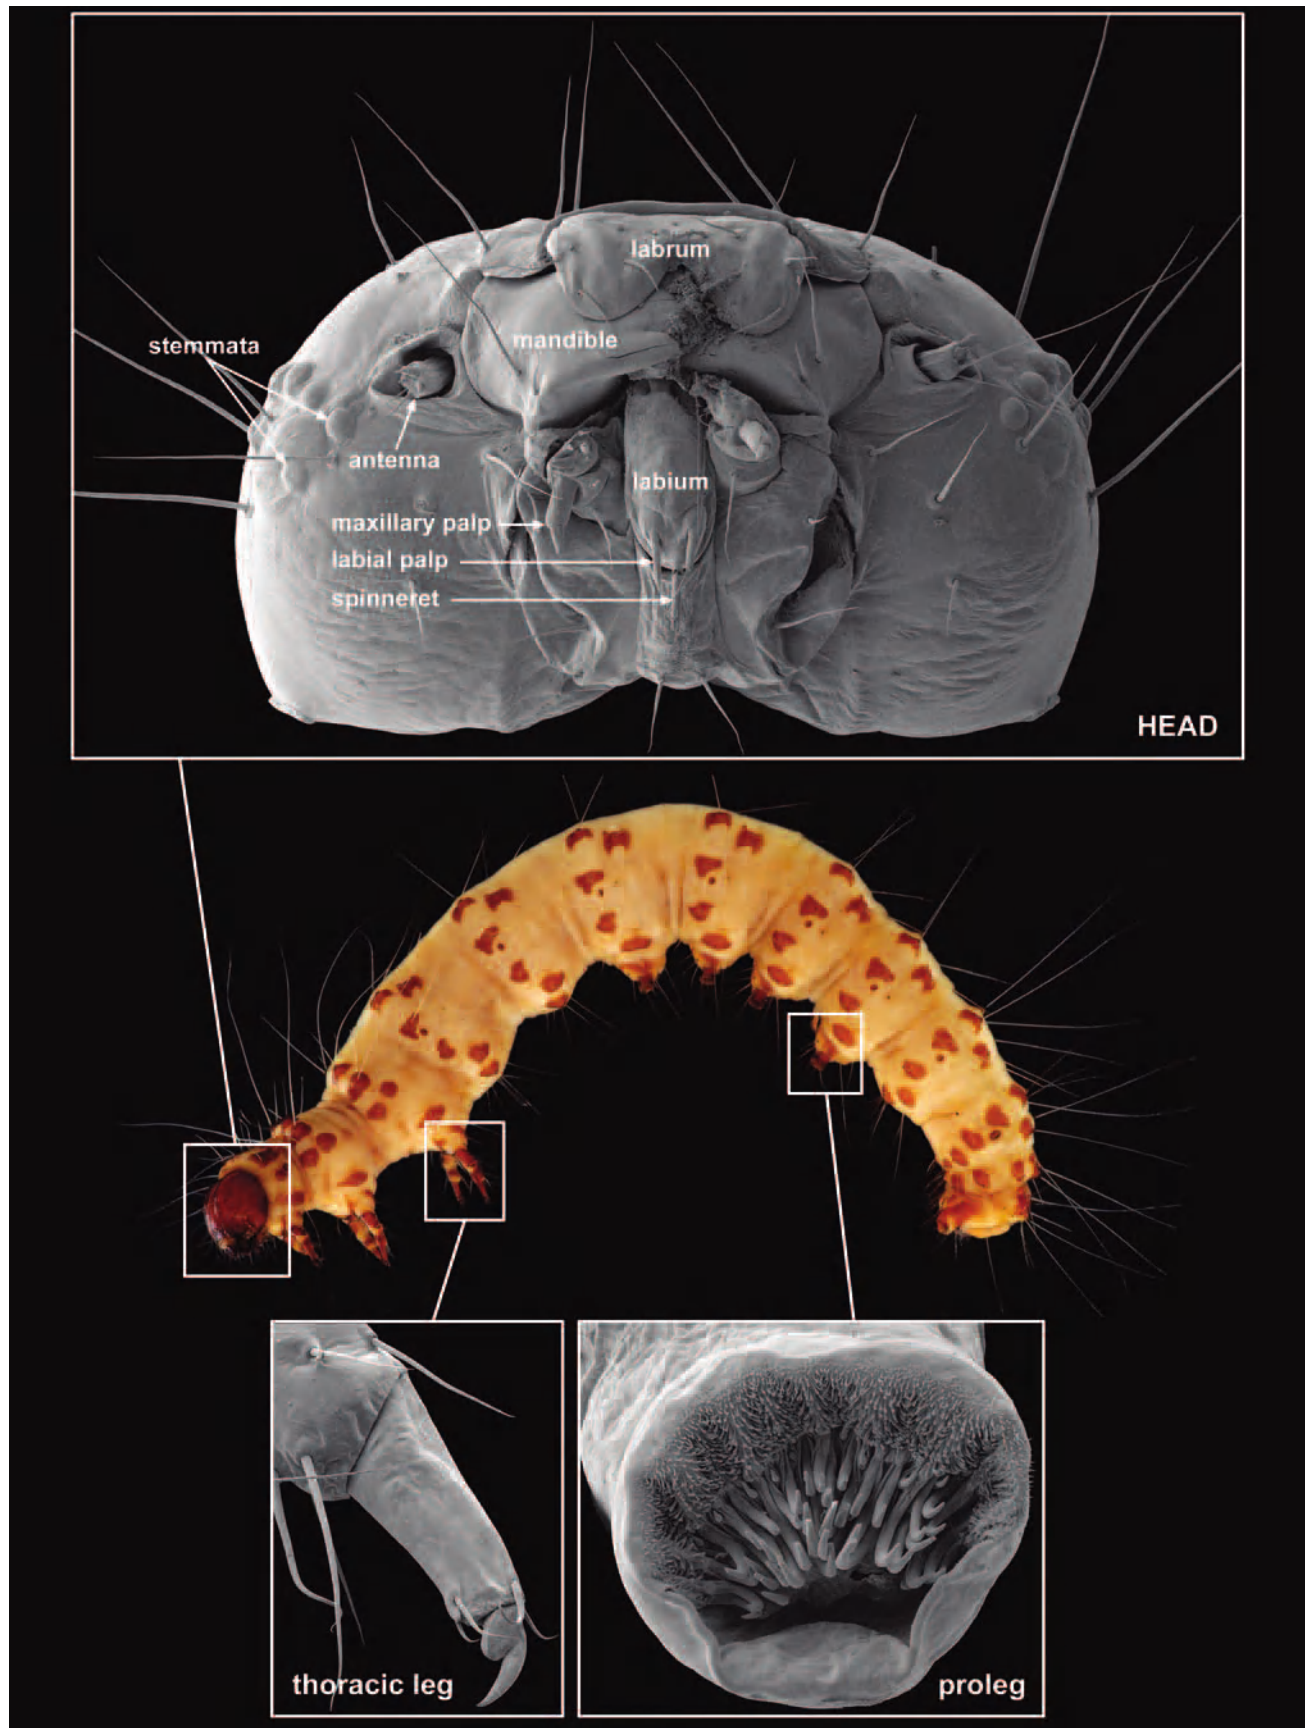 labrum
mandible
stemmata
antenna
labium
maxillary palp
labial palp
spinneret
HEAD
thoracic leg
proleg